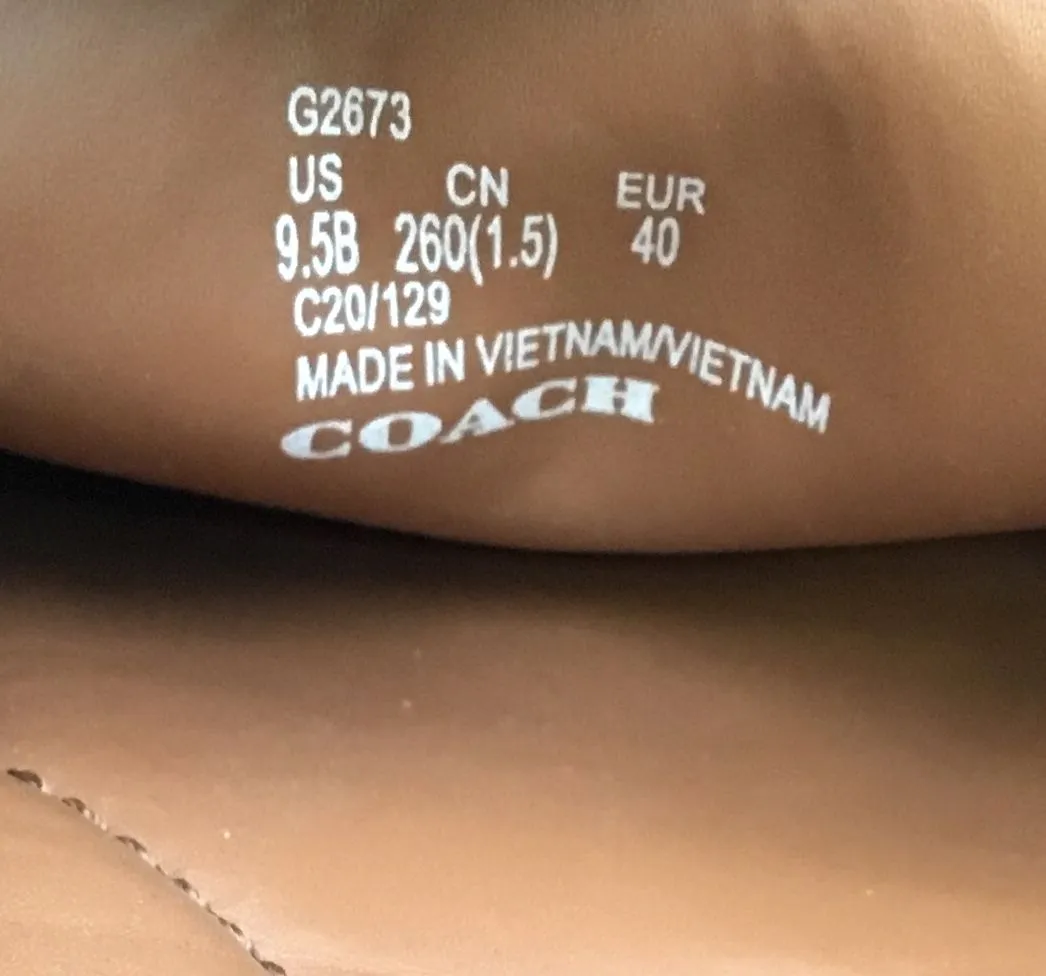 G2673
US CN EUR
9.5B 260(1.5) 40
C20/129
MADE IN VIETNAM/VIETNAM
COACH